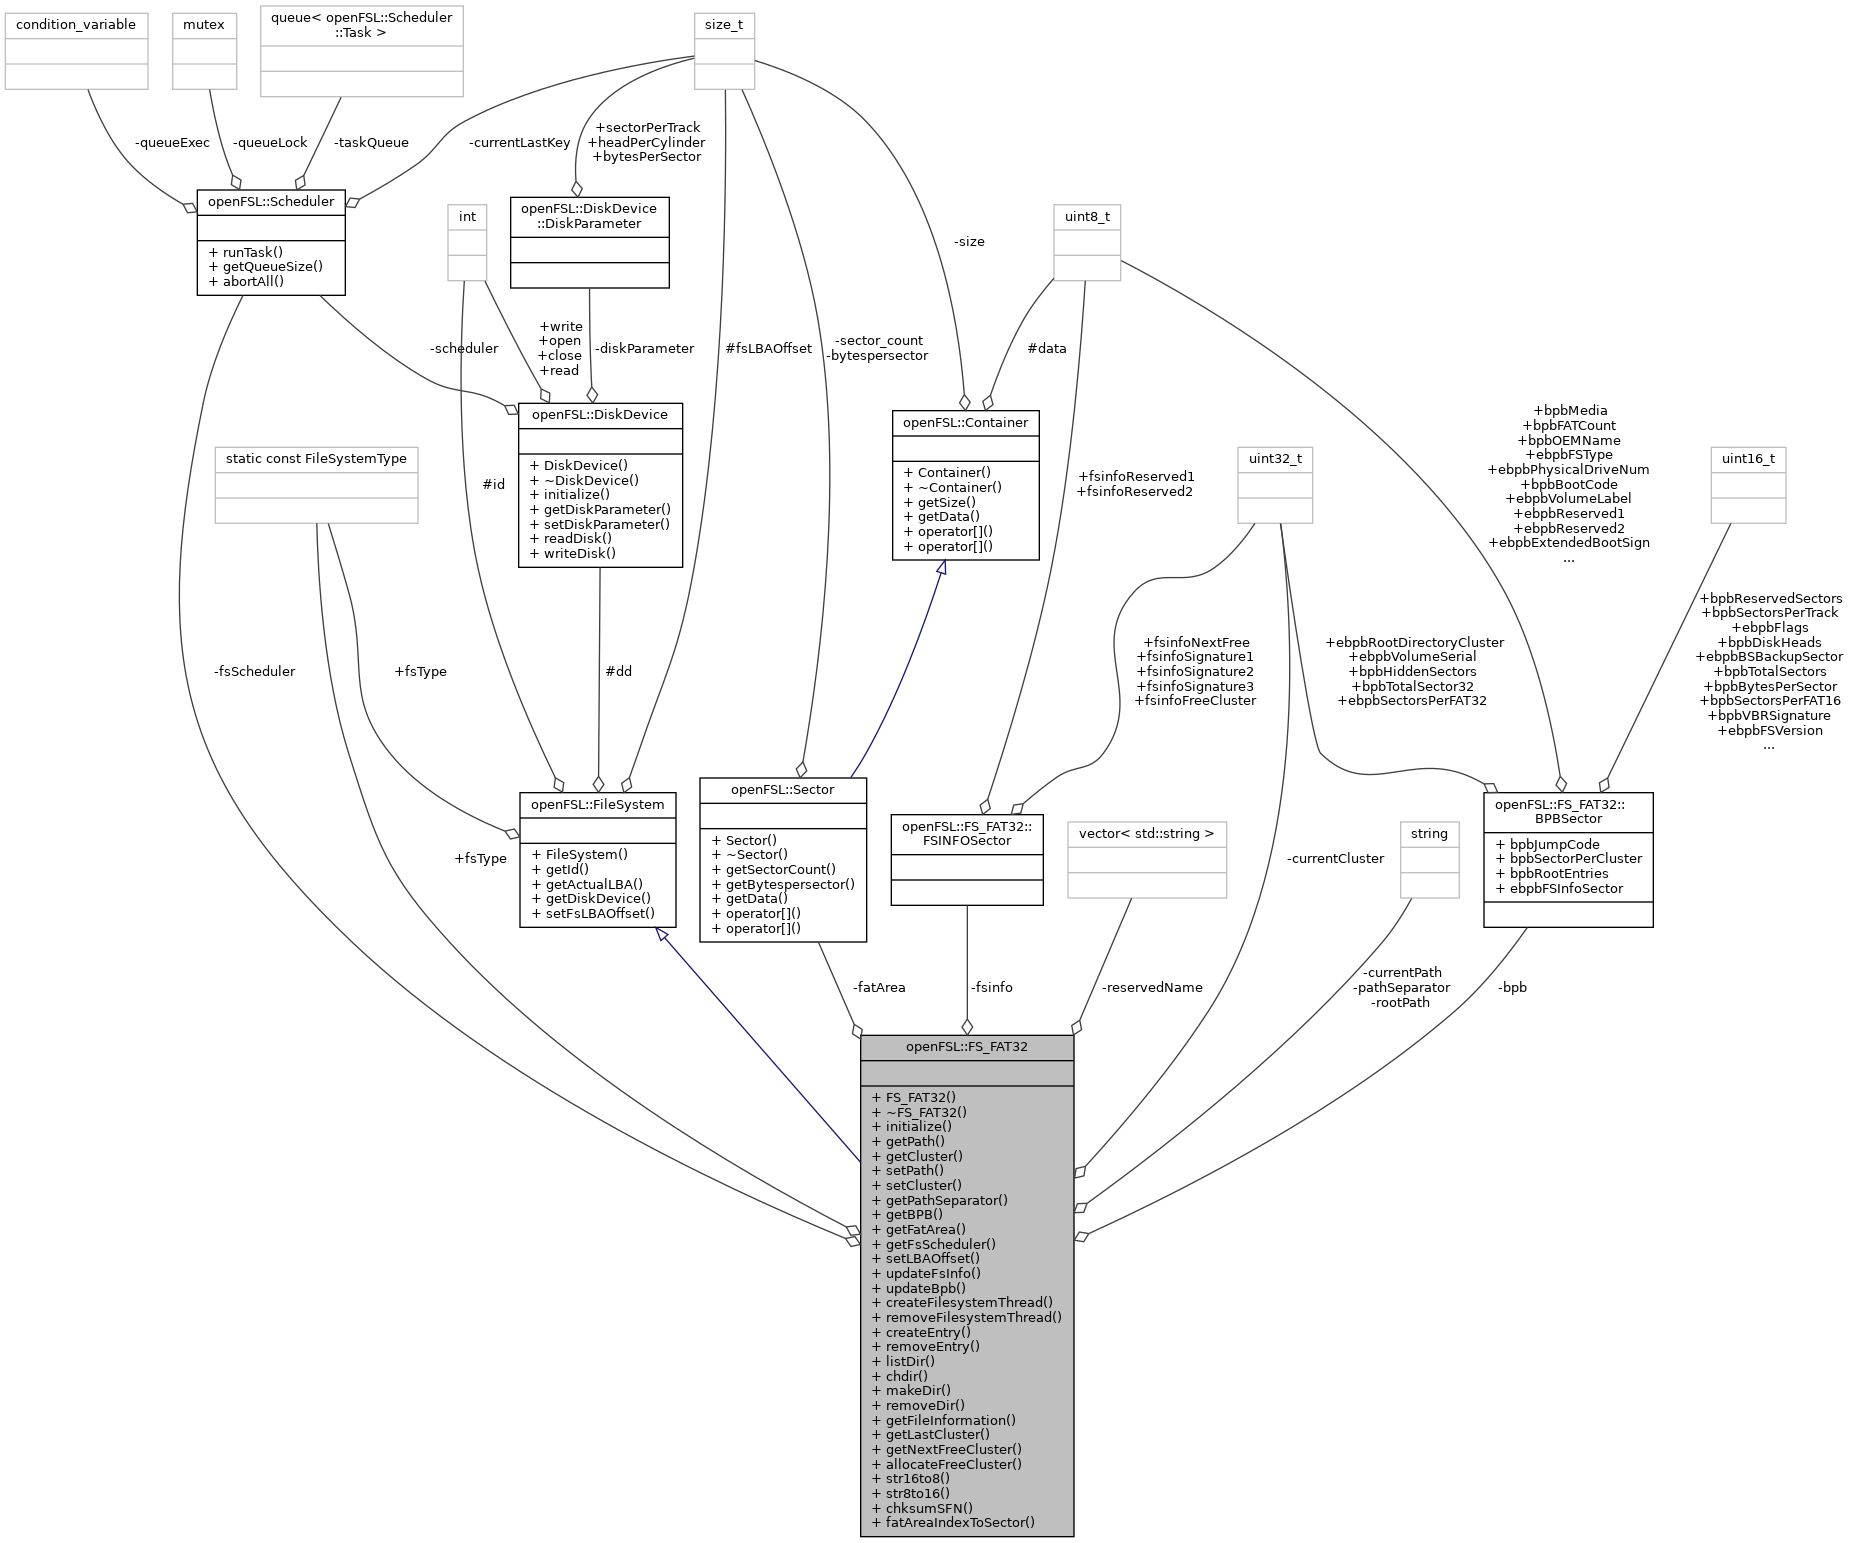 condition_variable
mutex
queue< openFSL::Scheduler
::Task >
size_t
-queueExec
-queueLock
-taskQueue
-currentLastKey
+sectorPerTrack
+headPerCylinder
+bytesPerSector
openFSL::Scheduler
+ runTask()
+ getQueueSize()
+ abortAll()
int
openFSL::DiskDevice
::DiskParameter
-size
uint8_t
-scheduler
+write
+open
+close
+read
-diskParameter
#fsLBAOffset
-sector_count
-bytespersector
#data
openFSL::DiskDevice
+ DiskDevice()
+ ~DiskDevice()
+ initialize()
+ getDiskParameter()
+ setDiskParameter()
+ readDisk()
+ writeDisk()
openFSL::Container
+ Container()
+ ~Container()
+ getSize()
+ getData()
+ operator[]()
+ operator[]()
static const FileSystemType
#id
+fsinfoReserved1
+fsinfoReserved2
uint32_t
+bpbMedia
+bpbFATCount
+bpbOEMName
+ebpbFSType
+ebpbPhysicalDriveNum
+bpbBootCode
+ebpbVolumeLabel
+ebpbReserved1
+ebpbReserved2
+ebpbExtendedBootSign
...
uint16_t
-fsScheduler
+fsType
#dd
+fsinfoNextFree
+fsinfoSignature1
+fsinfoSignature2
+fsinfoSignature3
+fsinfoFreeCluster
+ebpbRootDirectoryCluster
+ebpbVolumeSerial
+bpbHiddenSectors
+bpbTotalSector32
+ebpbSectorsPerFAT32
+bpbReservedSectors
+bpbSectorsPerTrack
+ebpbFlags
+bpbDiskHeads
+ebpbBSBackupSector
+bpbTotalSectors
+bpbBytesPerSector
+bpbSectorsPerFAT16
+bpbVBRSignature
+ebpbFSVersion
...
+fsType
openFSL::FileSystem
+ FileSystem()
+ getId()
+ getActualLBA()
+ getDiskDevice()
+ setFsLBAOffset()
openFSL::Sector
+ Sector()
+ ~Sector()
+ getSectorCount()
+ getBytespersector()
+ getData()
+ operator[]()
+ operator[]()
openFSL::FS_FAT32::
FSINFOSector
vector< std::string >
-currentCluster
string
openFSL::FS_FAT32::
BPBSector
+ bpbJumpCode
+ bpbSectorPerCluster
+ bpbRootEntries
+ ebpbFSInfoSector
-fatArea
-fsinfo
-reservedName
-currentPath
-pathSeparator
-rootPath
-bpb
openFSL::FS_FAT32
+ FS_FAT32()
+ ~FS_FAT32()
+ initialize()
+ getPath()
+ getCluster()
+ setPath()
+ setCluster()
+ getPathSeparator()
+ getBPB()
+ getFatArea()
+ getFsScheduler()
+ setLBAOffset()
+ updateFsInfo()
+ updateBpb()
+ createFilesystemThread()
+ removeFilesystemThread()
+ createEntry()
+ removeEntry()
+ listDir()
+ chdir()
+ makeDir()
+ removeDir()
+ getFileInformation()
+ getLastCluster()
+ getNextFreeCluster()
+ allocateFreeCluster()
+ str16to8()
+ str8to16()
+ chksumSFN()
+ fatAreaIndexToSector()